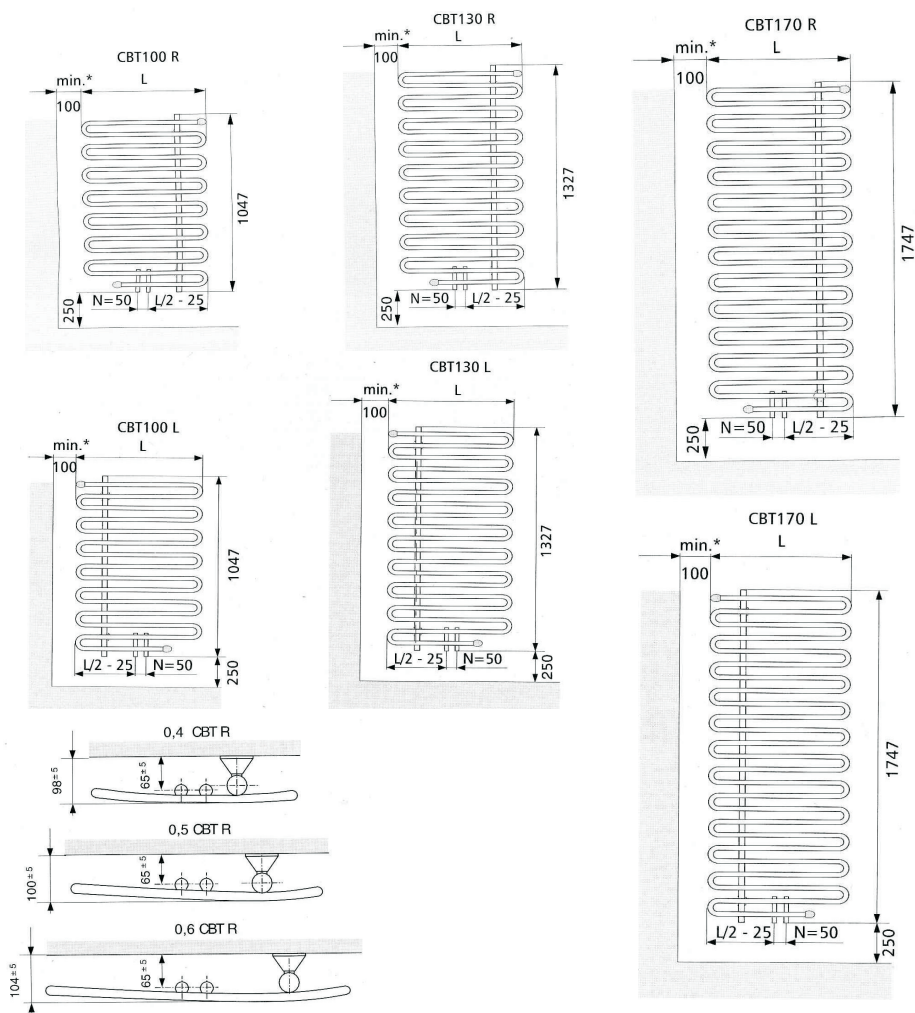 CBT100 R
min.*
L
100
1047
N=50
L/2 - 25
250
CBT130 R
min.*
L
100
1327
N=50
L/2 - 25
250
CBT170 R
min.*
L
100
1747
N=50
L/2 - 25
250
CBT100 L
min.*
L
100
1047
L/2 - 25
N=50
250
CBT130 L
min.*
L
100
1327
L/2 - 25
N=50
250
CBT170 L
min.*
L
100
1747
L/2 - 25
N=50
250
0,4 CBT R
98±5
65±5
0,5 CBT R
100±5
65±5
0,6 CBT R
104±5
65±5